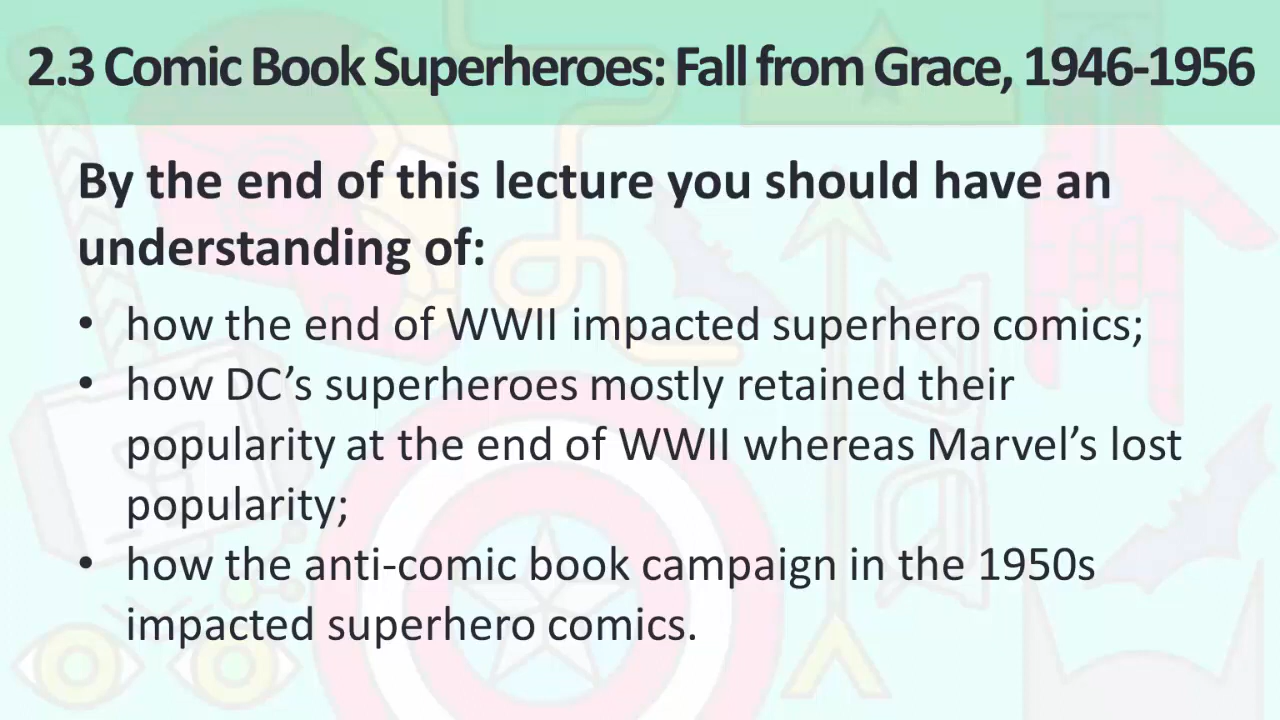 2.3 Comic Book Superheroes: Fall from Grace, 1946-1956
By the end of this lecture you should have an
understanding of:
• how the end of WWII impacted superhero comics;
• how DC’s superheroes mostly retained their
popularity at the end of WWII whereas Marvel’s lost
popularity;
• how the anti-comic book campaign in the 1950s
impacted superhero comics.